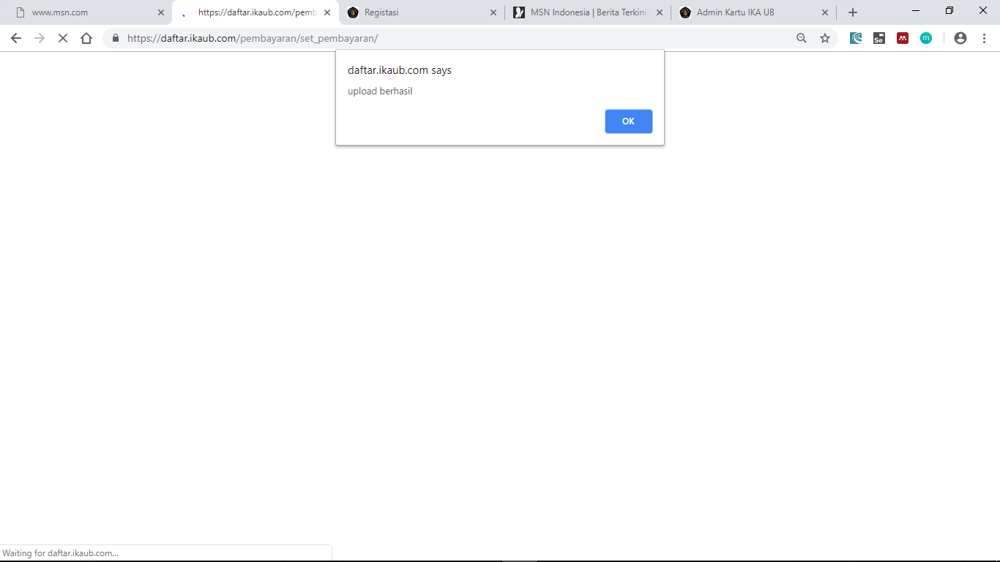 www.msn.com
https://daftar.ikaub.com/pemb
Registasi
MSN Indonesia | Berita Terkini
Admin Kartu IKA UB
https://daftar.ikaub.com/pembayaran/set_pembayaran/
Se
m
daftar.ikaub.com says
upload berhasil
OK
Waiting for daftar.ikaub.com...